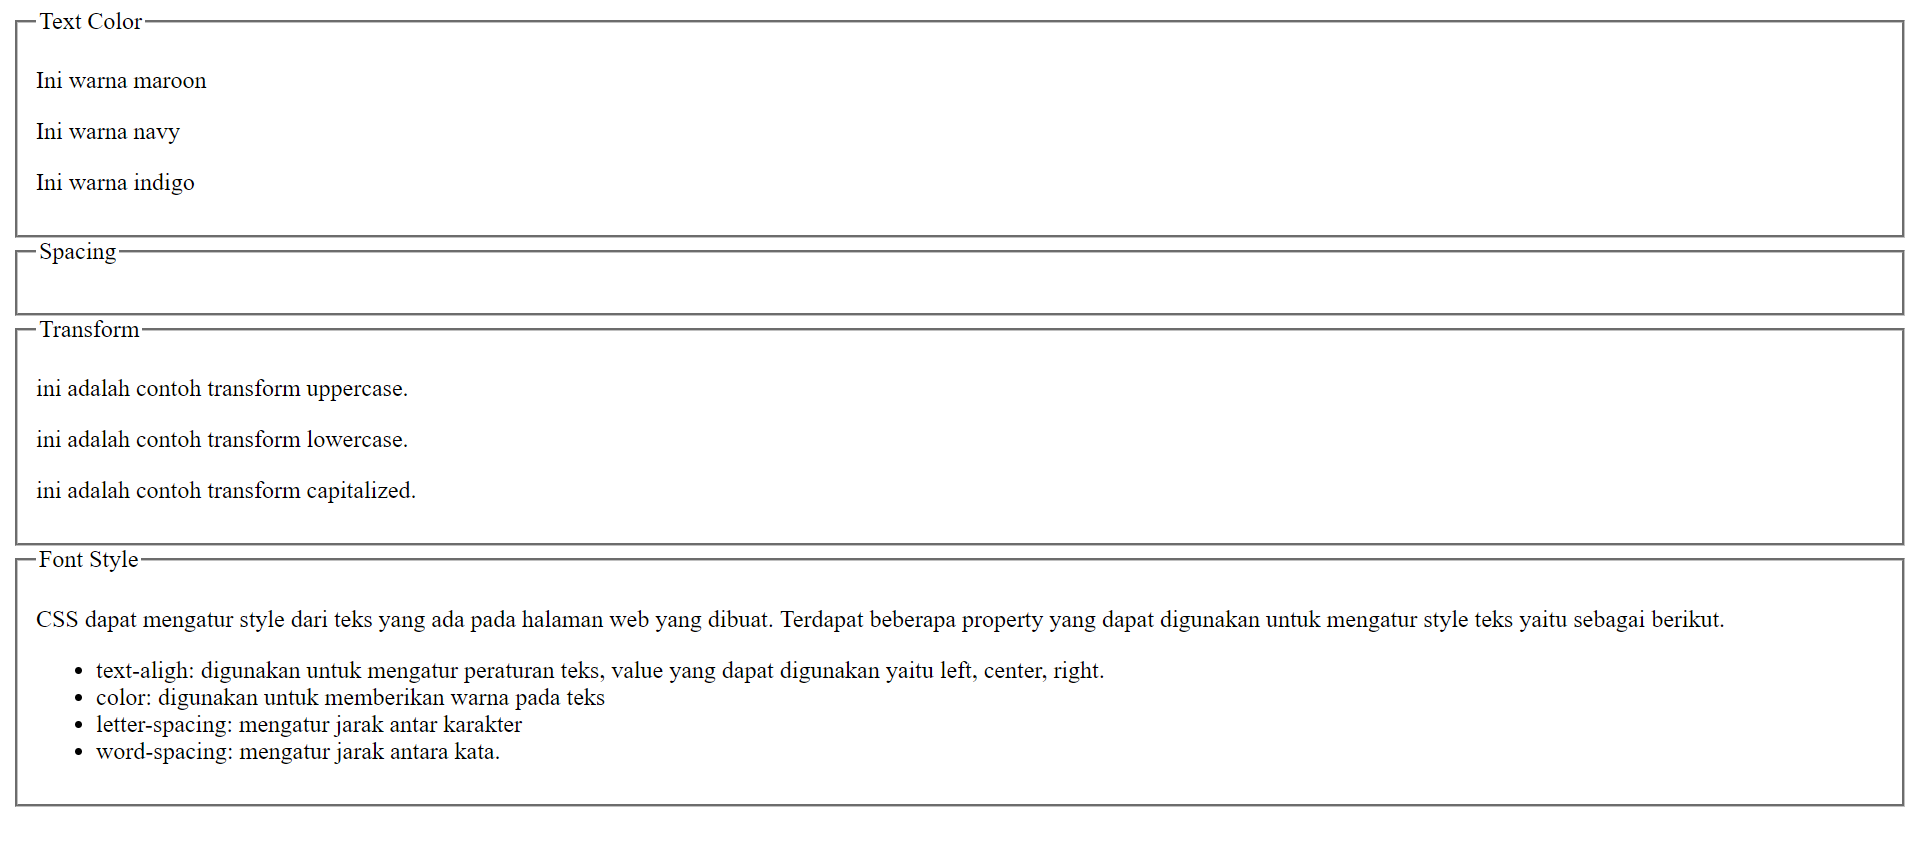 Text Color
Ini warna maroon
Ini warna navy
Ini warna indigo
Spacing
Transform
ini adalah contoh transform uppercase.
ini adalah contoh transform lowercase.
ini adalah contoh transform capitalized.
Font Style
CSS dapat mengatur style dari teks yang ada pada halaman web yang dibuat. Terdapat beberapa property yang dapat digunakan untuk mengatur style teks yaitu sebagai berikut.
• text-aligh: digunakan untuk mengatur peraturan teks, value yang dapat digunakan yaitu left, center, right.
• color: digunakan untuk memberikan warna pada teks
• letter-spacing: mengatur jarak antar karakter
• word-spacing: mengatur jarak antara kata.